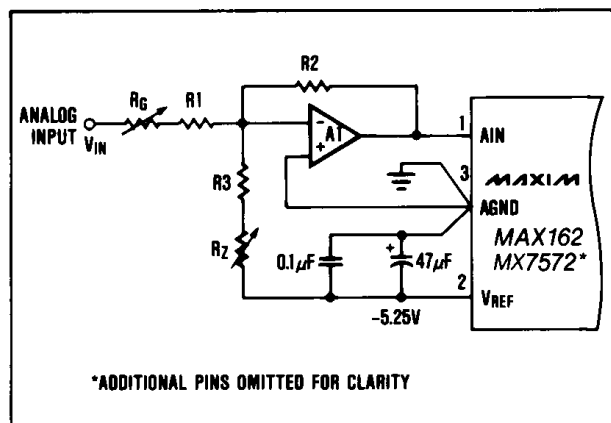 R2
ANALOG
INPUT
VIN
RG
R1
-
+
A1
1
AIN
R3
3
MAXIM
AGND
MAX162
MX7572*
RZ
0.1μF
+
47μF
2
VREF
-5.25V
*ADDITIONAL PINS OMITTED FOR CLARITY